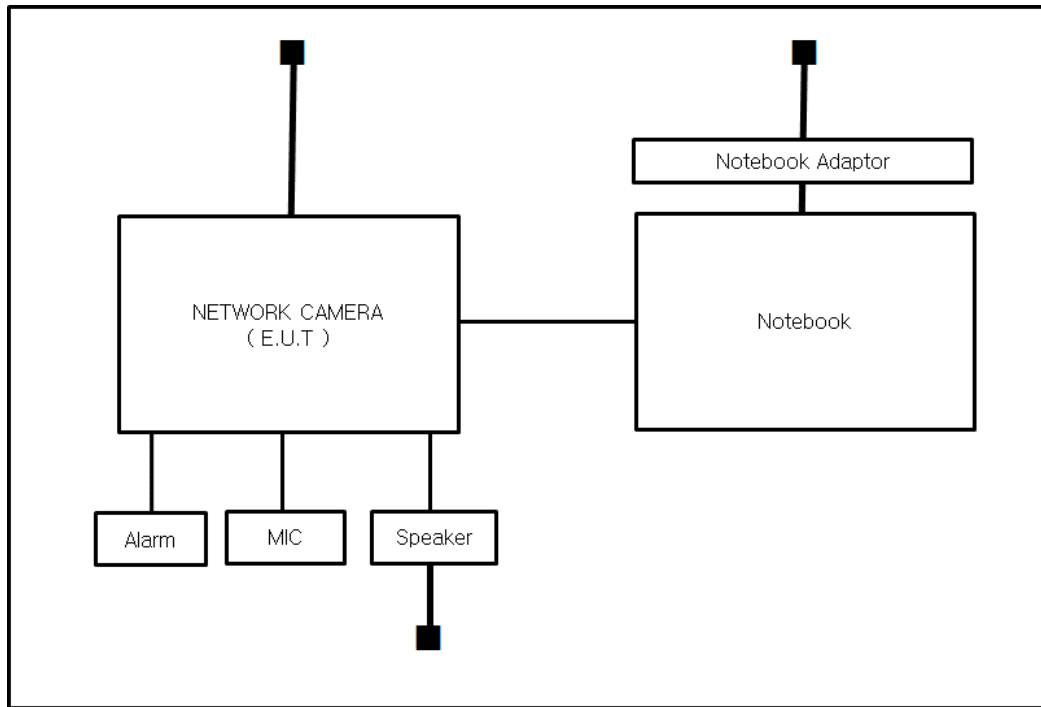 Notebook Adaptor
NETWORK CAMERA
( E.U.T )
Notebook
Alarm
MIC
Speaker